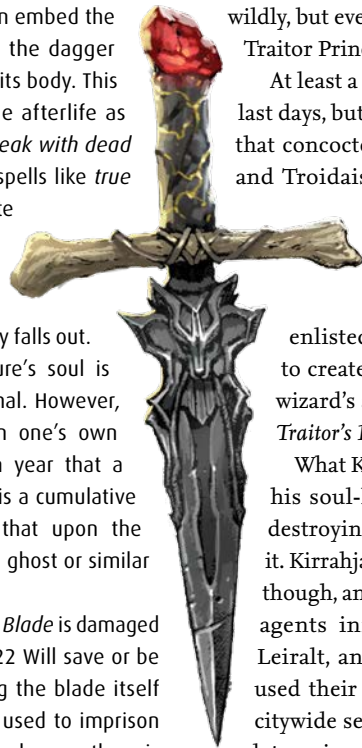 n embed the
the dagger
its body. This
e afterlife as
eak with dead
spells like true
te
y falls out.
ure's soul is
nal. However,
n one's own
year that a
is a cumulative
that upon the
ghost or similar
Blade is damaged
22 Will save or be
g the blade itself
used to imprison
wildly, but eve
Traitor Princ
At least a
last days, but
that concocte
and Troidais
enlisted
to create
wizard's
Traitor's
What K
his soul-
destroying
it. Kirrahja
though, an
agents in
Leiralt, an
used their
citywide se